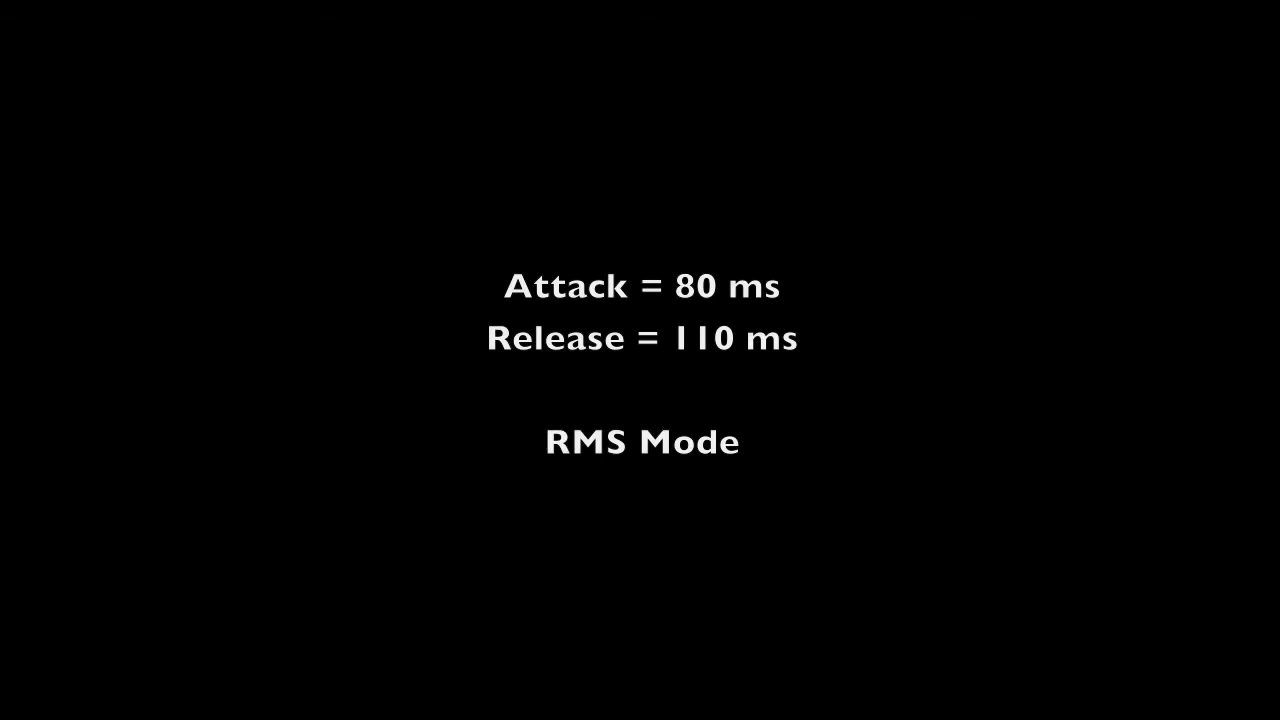 Attack = 80 ms
Release = 110 ms
RMS Mode